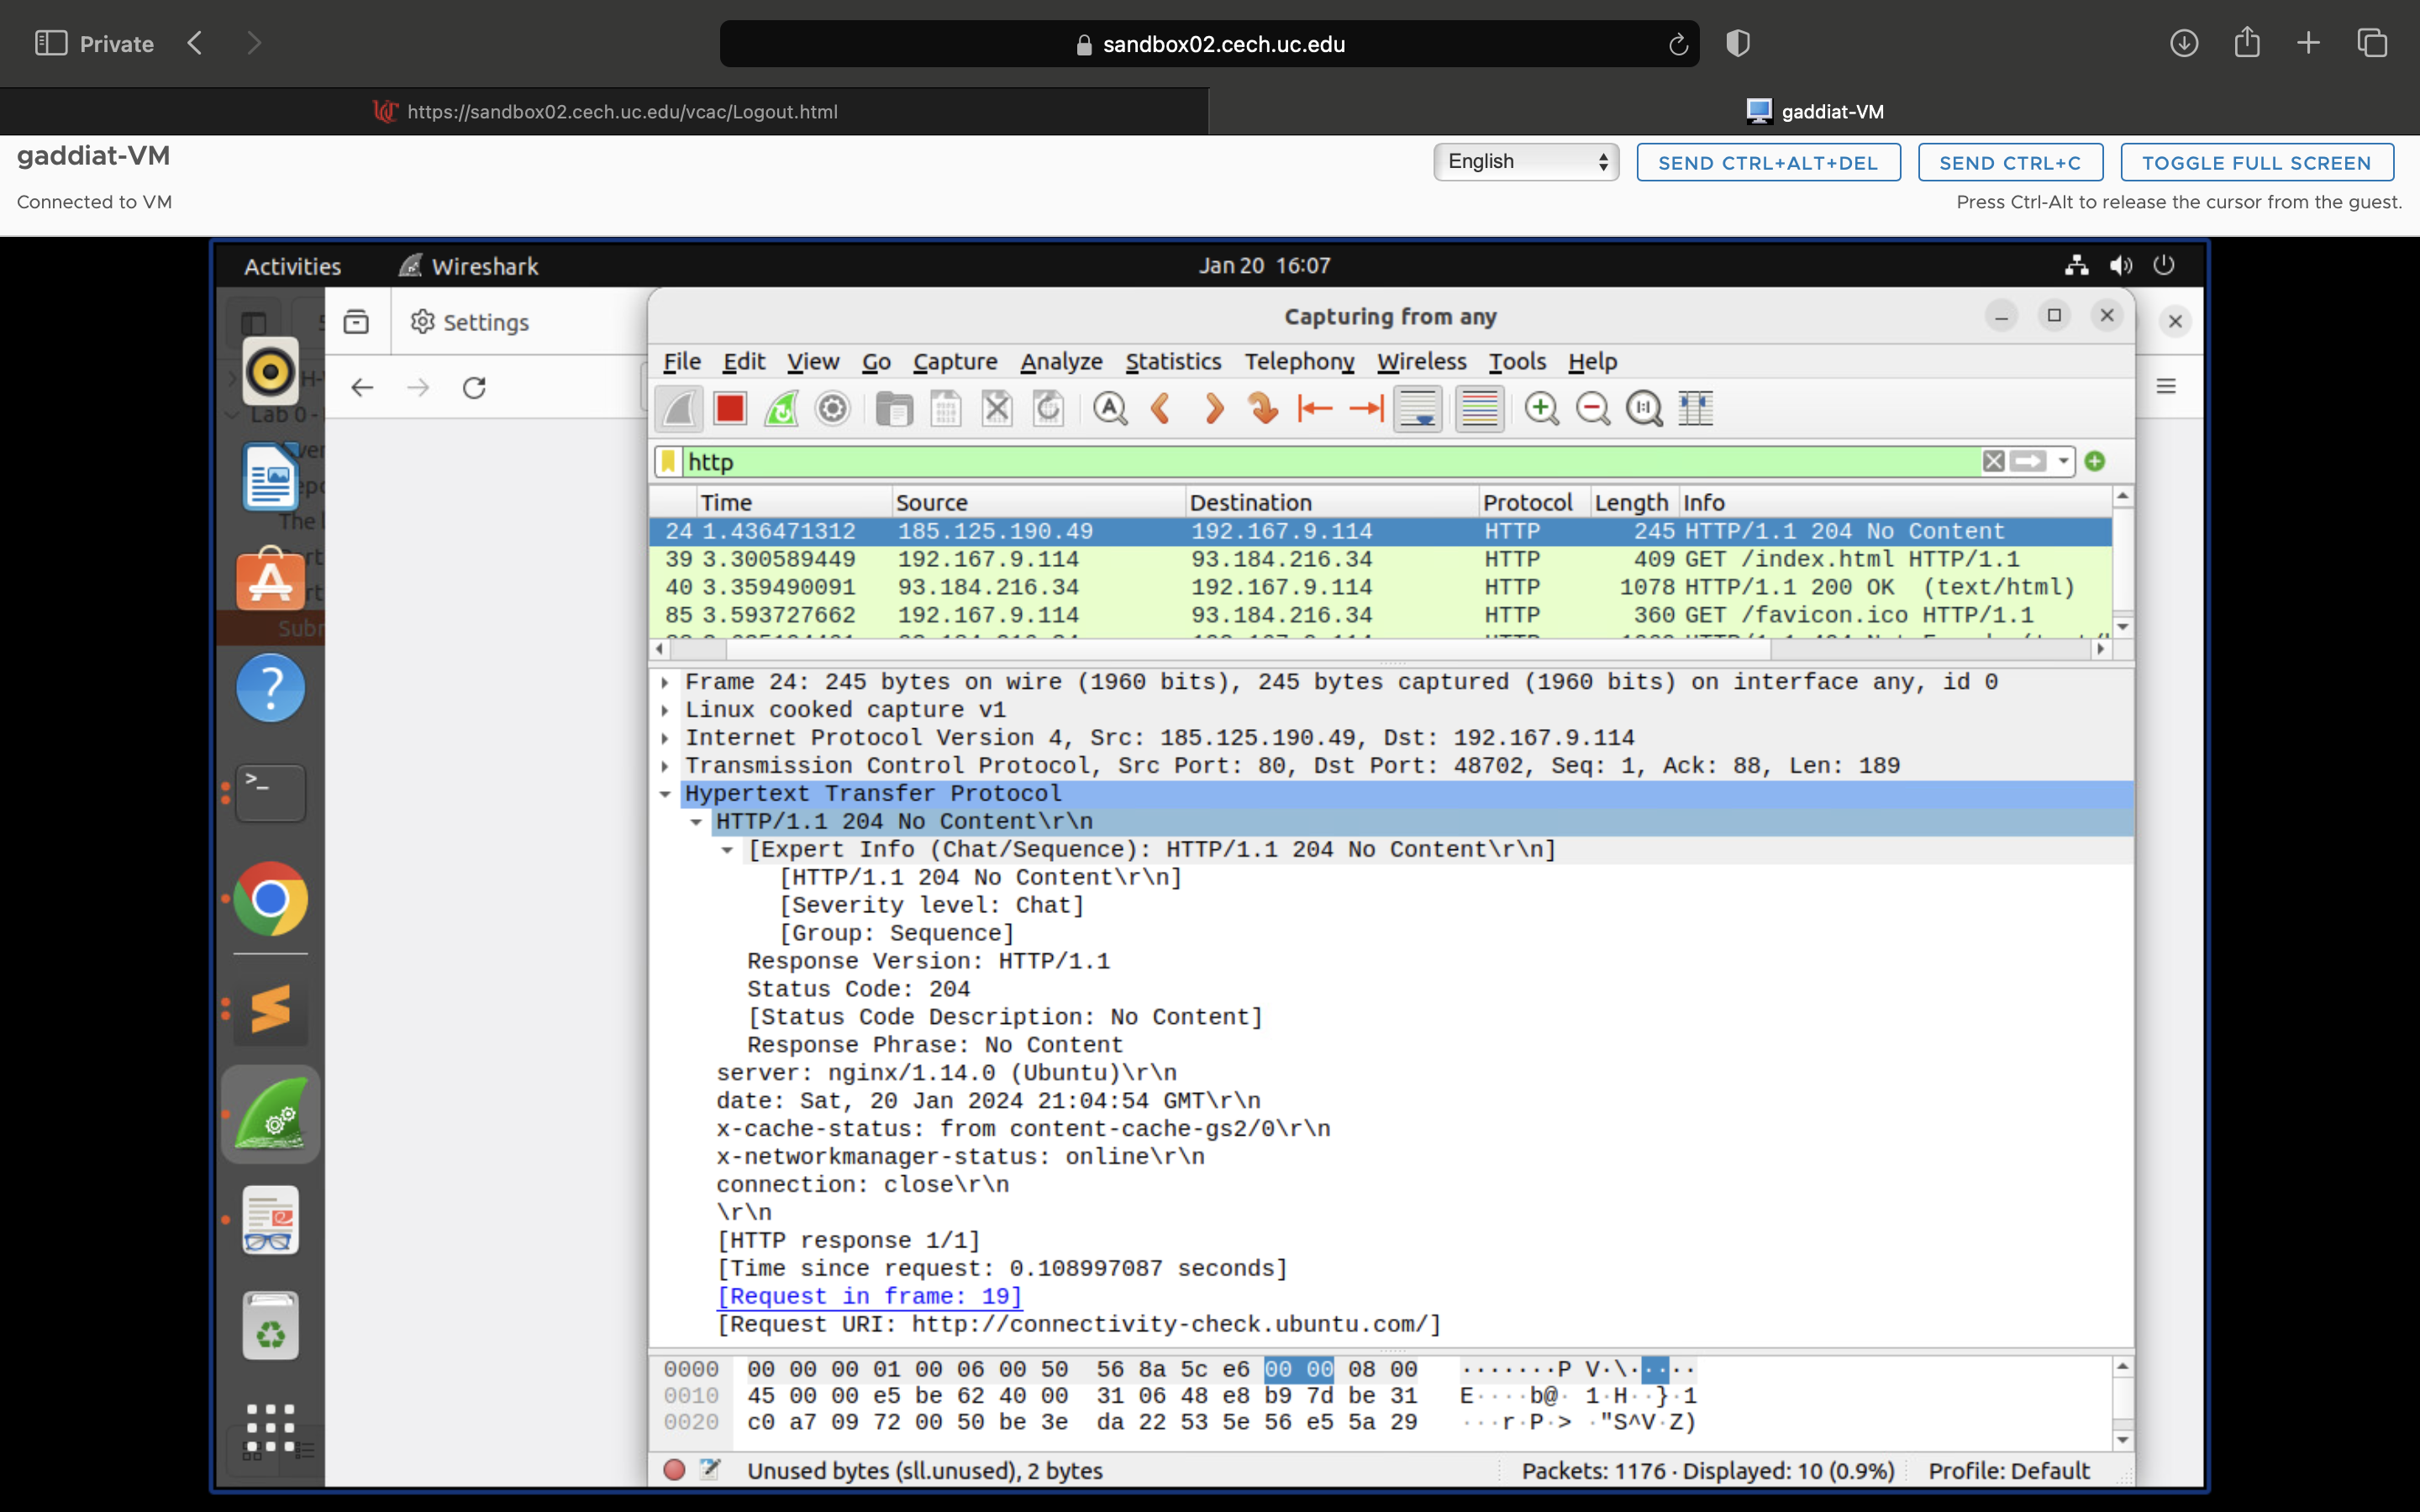 Private
sandbox02.cech.uc.edu
https://sandbox02.cech.uc.edu/vcac/Logout.html
gaddiat-VM
gaddiat-VM
English
SEND CTRL+ALT+DEL
SEND CTRL+C
TOGGLE FULL SCREEN
Connected to VM
Press Ctrl-Alt to release the cursor from the guest.
Activities
Wireshark
Jan 20 16:07
Settings
Lab 0 -
The l
Subr
Capturing from any
File Edit View Go Capture Analyze Statistics Telephony Wireless Tools Help
http
Time Source Destination Protocol Length Info
24 1.436471312 185.125.190.49 192.167.9.114 HTTP 245 HTTP/1.1 204 No Content
39 3.300589449 192.167.9.114 93.184.216.34 HTTP 409 GET /index.html HTTP/1.1
40 3.359490091 93.184.216.34 192.167.9.114 HTTP 1078 HTTP/1.1 200 OK (text/html)
85 3.593727662 192.167.9.114 93.184.216.34 HTTP 360 GET /favicon.ico HTTP/1.1
Frame 24: 245 bytes on wire (1960 bits), 245 bytes captured (1960 bits) on interface any, id 0
Linux cooked capture v1
Internet Protocol Version 4, Src: 185.125.190.49, Dst: 192.167.9.114
Transmission Control Protocol, Src Port: 80, Dst Port: 48702, Seq: 1, Ack: 88, Len: 189
Hypertext Transfer Protocol
HTTP/1.1 204 No Content\r\n
[Expert Info (Chat/Sequence): HTTP/1.1 204 No Content\r\n]
[HTTP/1.1 204 No Content\r\n]
[Severity level: Chat]
[Group: Sequence]
Response Version: HTTP/1.1
Status Code: 204
[Status Code Description: No Content]
Response Phrase: No Content
server: nginx/1.14.0 (Ubuntu)\r\n
date: Sat, 20 Jan 2024 21:04:54 GMT\r\n
x-cache-status: from content-cache-gs2/0\r\n
x-networkmanager-status: online\r\n
connection: close\r\n
\r\n
[HTTP response 1/1]
[Time since request: 0.108997087 seconds]
[Request in frame: 19]
[Request URI: http://connectivity-check.ubuntu.com/]
0000 00 00 00 01 00 06 00 50 56 8a 5c e6 00 00 08 00 ·······P V·\·····
0010 45 00 00 e5 be 62 40 00 31 06 48 e8 b9 7d be 31 E····b@· 1·H··}·1
0020 c0 a7 09 72 00 50 be 3e da 22 53 5e 56 e5 5a 29 ···r·P·> ·"S^V·Z)
Unused bytes (sll.unused), 2 bytes
Packets: 1176 · Displayed: 10 (0.9%)
Profile: Default